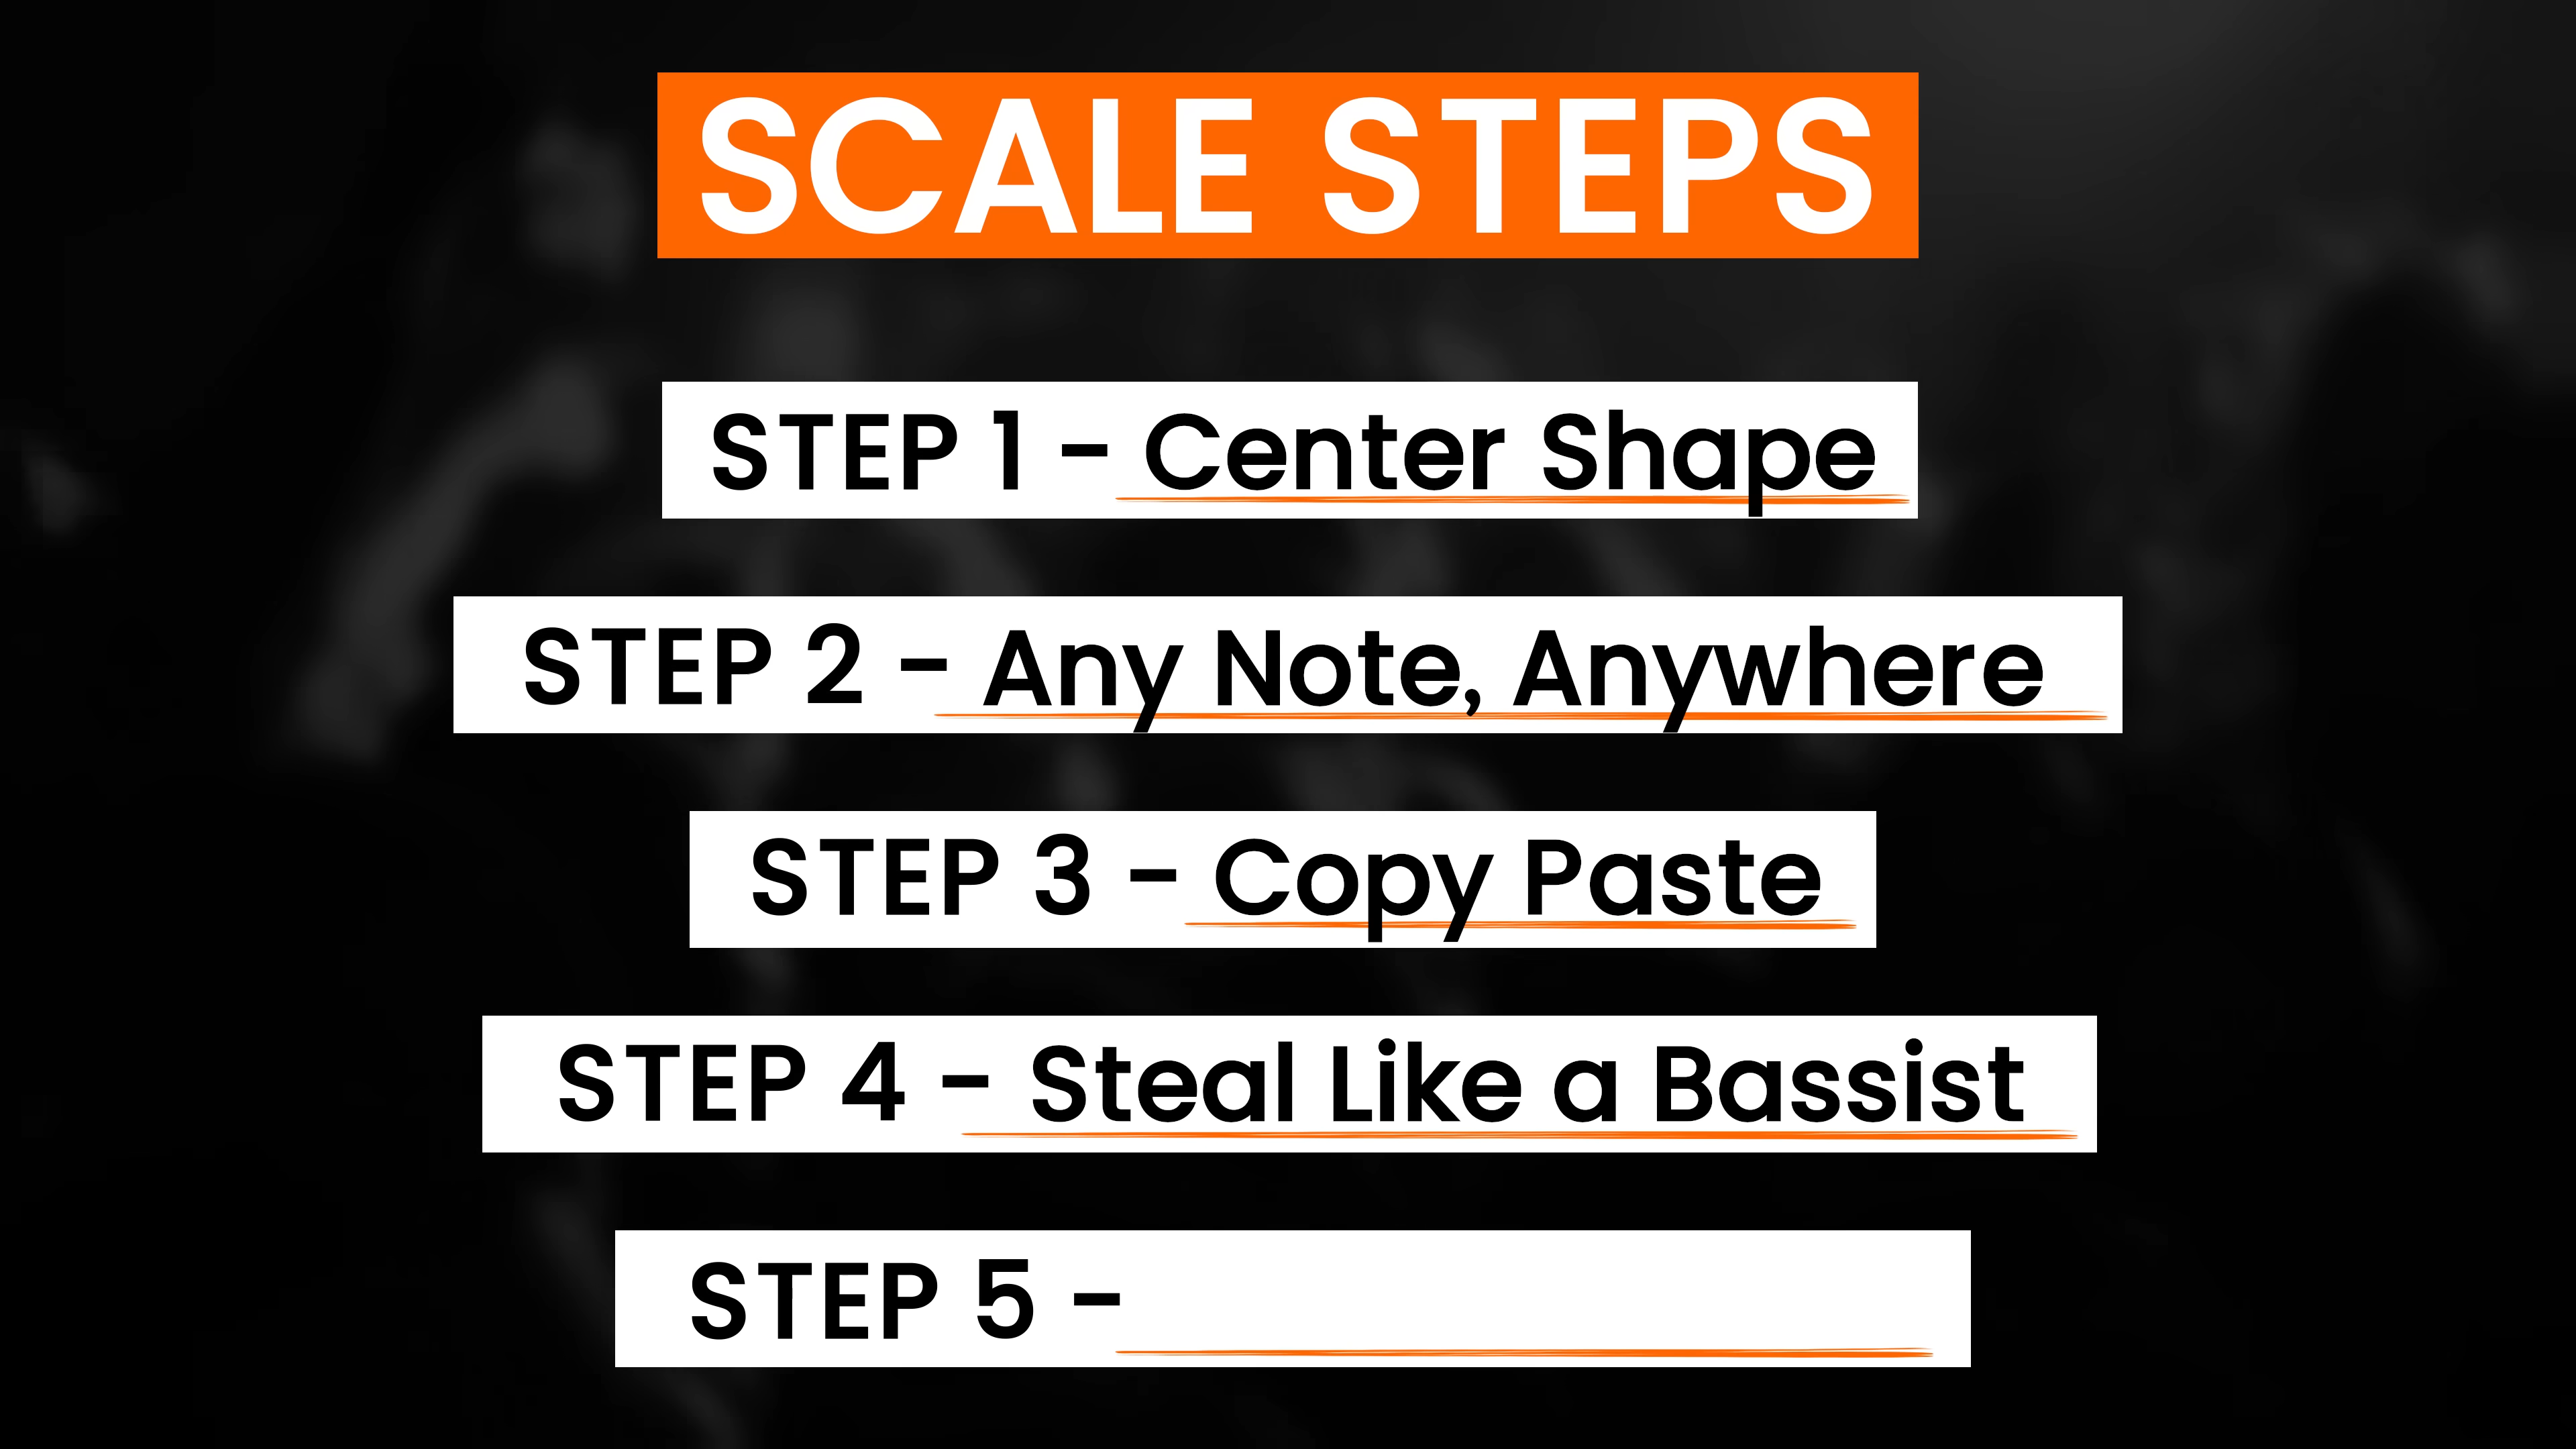 SCALE STEPS
STEP 1 - Center Shape
STEP 2 - Any Note, Anywhere
STEP 3 - Copy Paste
STEP 4 - Steal Like a Bassist
STEP 5 -